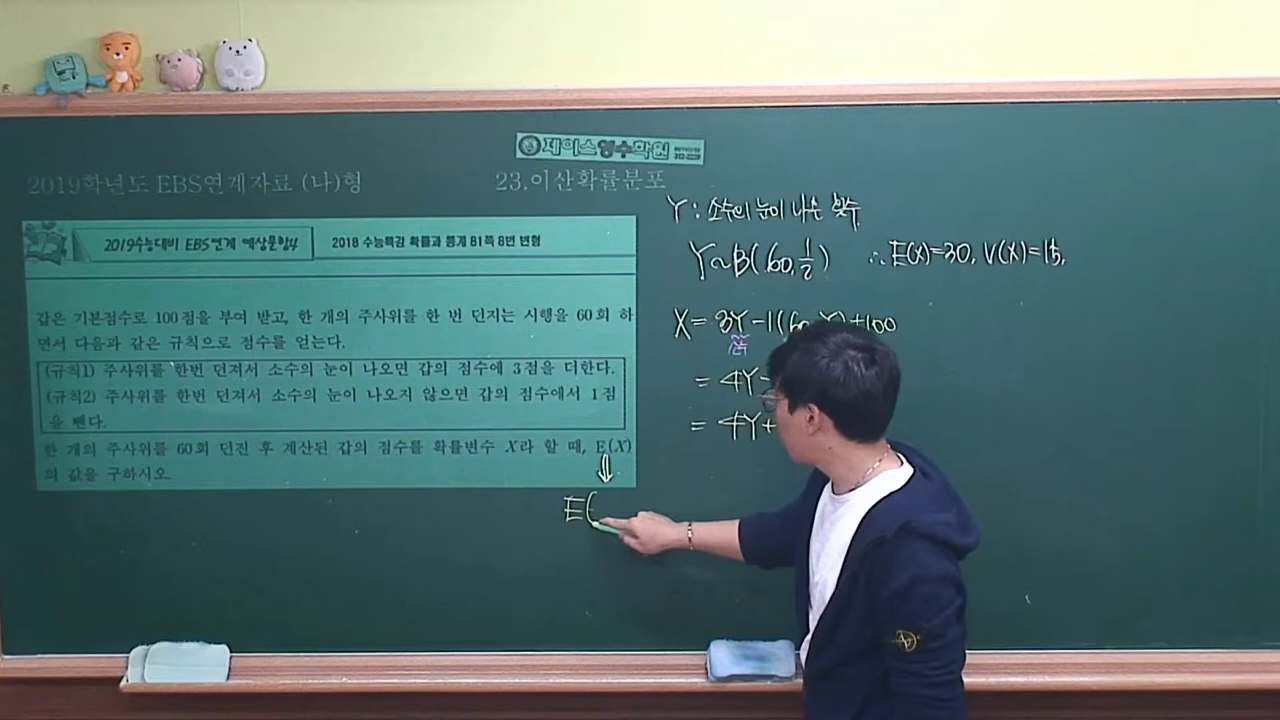 제이스영수학원
2019학년도 EBS연계자료 (나)형
23.이산확률분포
2019수능대비 EBS연계 예상문항4
2018 수능특강 확률과 통계 81쪽 8번 변형
갑은 기본점수로 100점을 부여 받고, 한 개의 주사위를 한 번 던지는 시행을 60회 하
면서 다음과 같은 규칙으로 점수를 얻는다.
(규칙1) 주사위를 한번 던져서 소수의 눈이 나오면 갑의 점수에 3점을 더한다.
(규칙2) 주사위를 한번 던져서 소수의 눈이 나오지 않으면 갑의 점수에서 1점
을 뺀다.
한 개의 주사위를 60회 던진 후 계산된 갑의 점수를 확률변수 X라 할 때, E(X)
의 값을 구하시오.
E(
Y : 소수의 눈이 나온 횟수
Y~B(60, 1/2) ∴ E(X)=30, V(X)=15,
X = 3Y-1(60-Y)+100
= 4Y-
= 4Y+